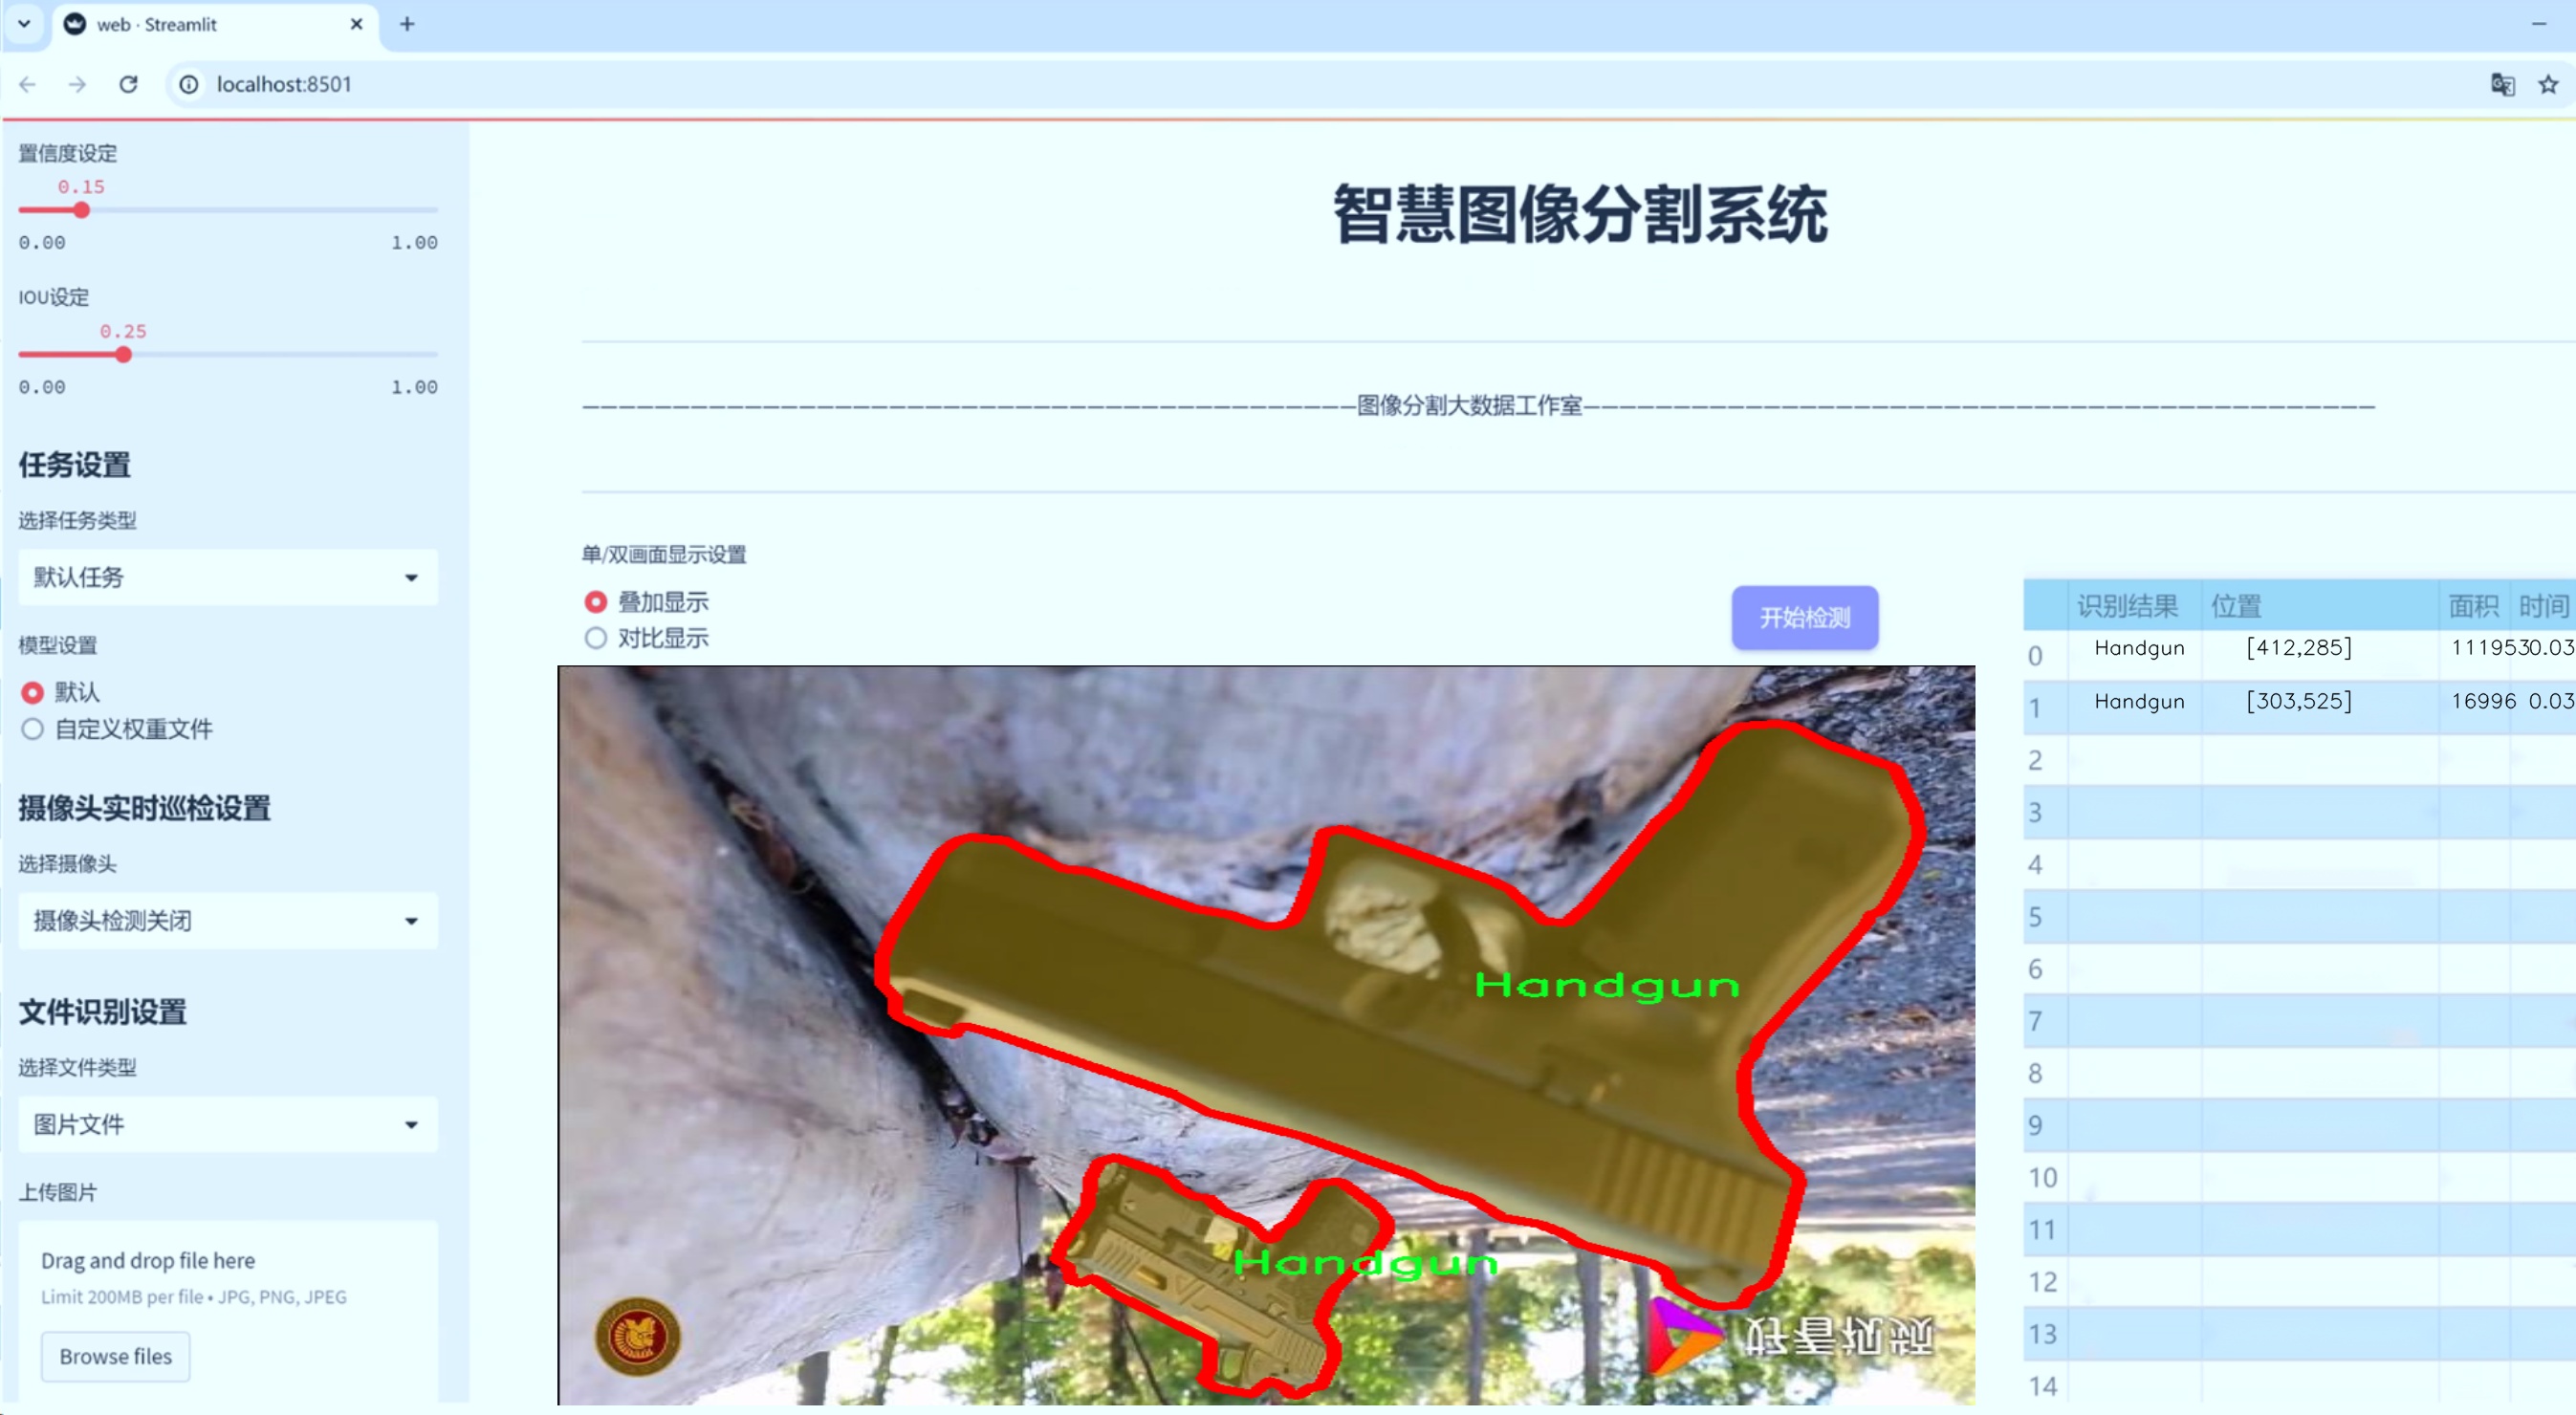 web · Streamlit
localhost:8501
置信度设定
0.15
0.00 1.00
IOU设定
0.25
0.00 1.00
任务设置
选择任务类型
默认任务
模型设置
默认
自定义权重文件
摄像头实时巡检设置
选择摄像头
摄像头检测关闭
文件识别设置
选择文件类型
图片文件
上传图片
Drag and drop file here
Limit 200MB per file • JPG, PNG, JPEG
Browse files
智慧图像分割系统
———————————————————————————————————————————图像分割大数据工作室————————————————————————————————————————————
单/双画面显示设置
叠加显示
对比显示
开始检测
Handgun
Handgun
好看视频
识别结果 位置 面积 时间
0 Handgun [412,285] 111953 0.03
1 Handgun [303,525] 16996 0.03
2
3
4
5
6
7
8
9
10
11
12
13
14